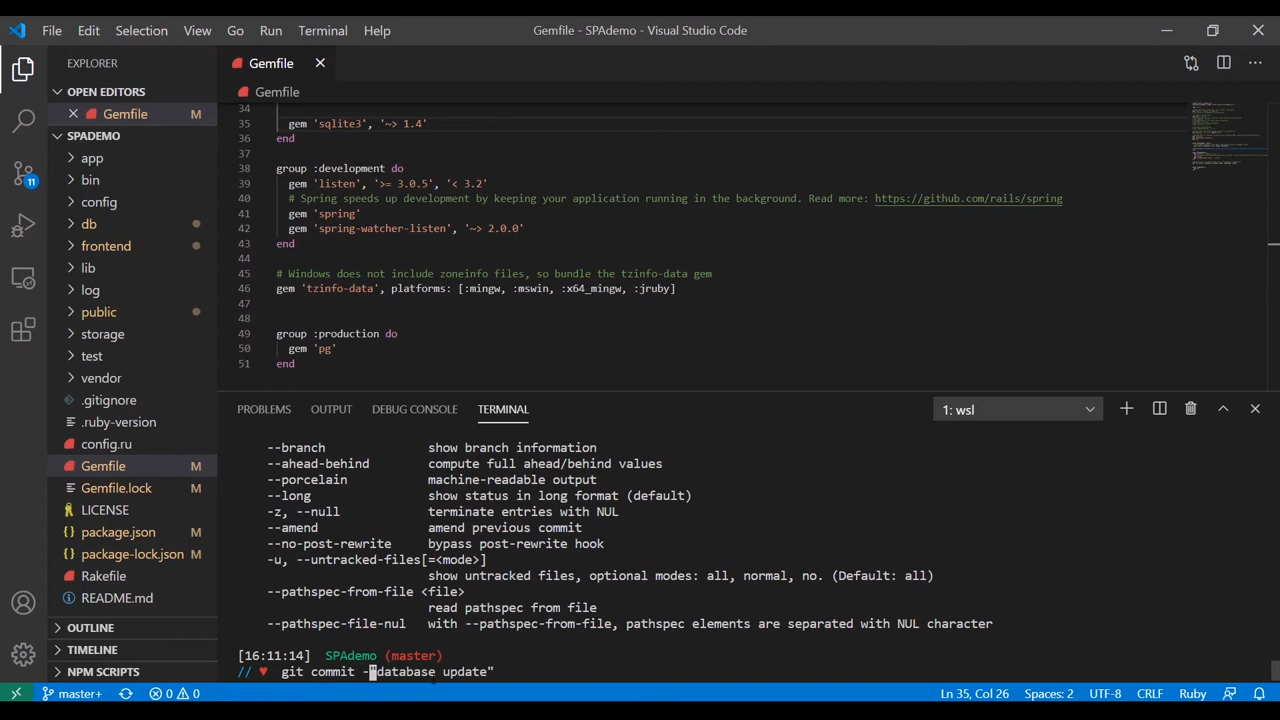 File Edit Selection View Go Run Terminal Help
Gemfile - SPAdemo - Visual Studio Code
EXPLORER
OPEN EDITORS
Gemfile M
SPADEMO
app
bin
config
db
frontend
lib
log
public
storage
test
vendor
.gitignore
.ruby-version
config.ru
Gemfile M
Gemfile.lock M
LICENSE
package.json M
package-lock.json M
Rakefile
README.md
OUTLINE
TIMELINE
NPM SCRIPTS
11
Gemfile
Gemfile
34
35 gem 'sqlite3', '~> 1.4'
36 end
37
38 group :development do
39 gem 'listen', '>= 3.0.5', '< 3.2'
40 # Spring speeds up development by keeping your application running in the background. Read more: https://github.com/rails/spring
41 gem 'spring'
42 gem 'spring-watcher-listen', '~> 2.0.0'
43 end
44
45 # Windows does not include zoneinfo files, so bundle the tzinfo-data gem
46 gem 'tzinfo-data', platforms: [:mingw, :mswin, :x64_mingw, :jruby]
47
48
49 group :production do
50 gem 'pg'
51 end
PROBLEMS OUTPUT DEBUG CONSOLE TERMINAL 1: wsl
--branch show branch information
--ahead-behind compute full ahead/behind values
--porcelain machine-readable output
--long show status in long format (default)
-z, --null terminate entries with NUL
--amend amend previous commit
--no-post-rewrite bypass post-rewrite hook
-u, --untracked-files[=<mode>]
show untracked files, optional modes: all, normal, no. (Default: all)
--pathspec-from-file <file>
read pathspec from file
--pathspec-file-nul with --pathspec-from-file, pathspec elements are separated with NUL character
[16:11:14] SPAdemo (master)
// ♥ git commit -"database update"
master+ 0 0 Ln 35, Col 26 Spaces: 2 UTF-8 CRLF Ruby